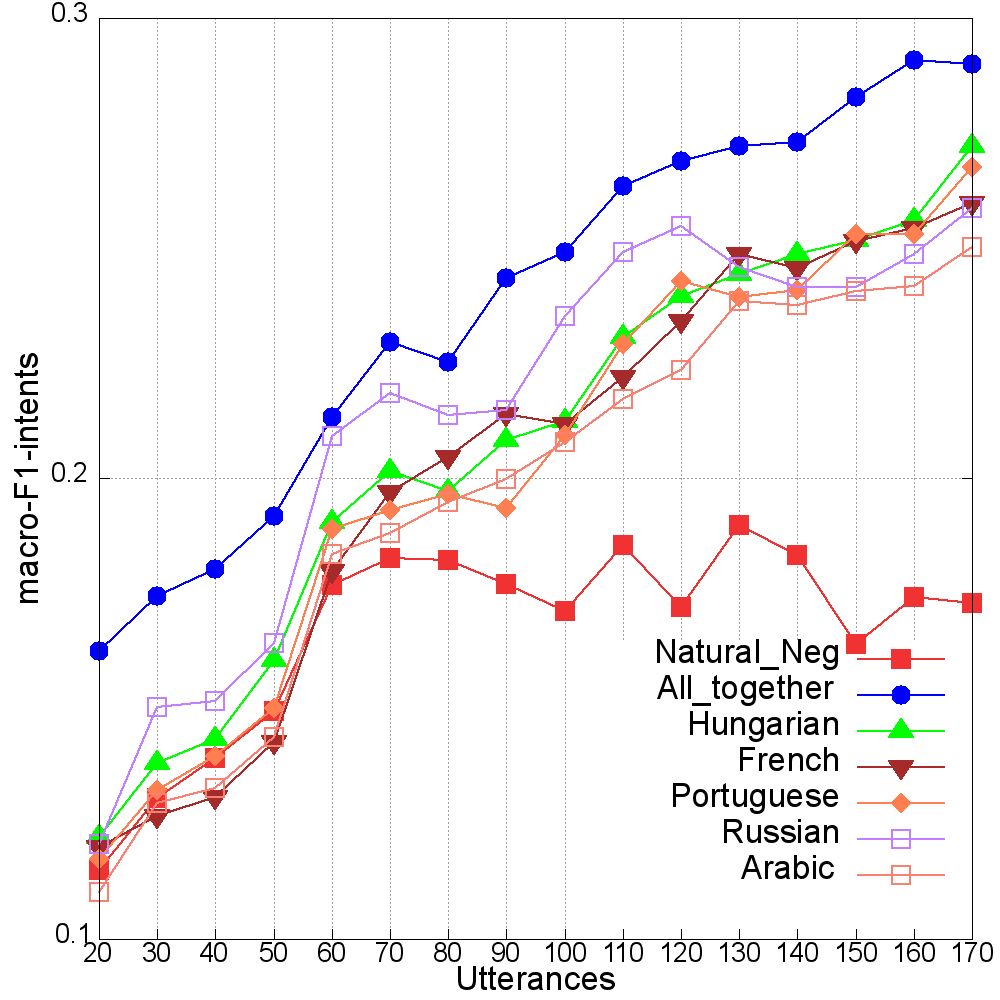 0.3
0.2
0.1
macro-F1-intents
Natural_Neg
All_together
Hungarian
French
Portuguese
Russian
Arabic
20 30 40 50 60 70 80 90 100 110 120 130 140 150 160 170
Utterances